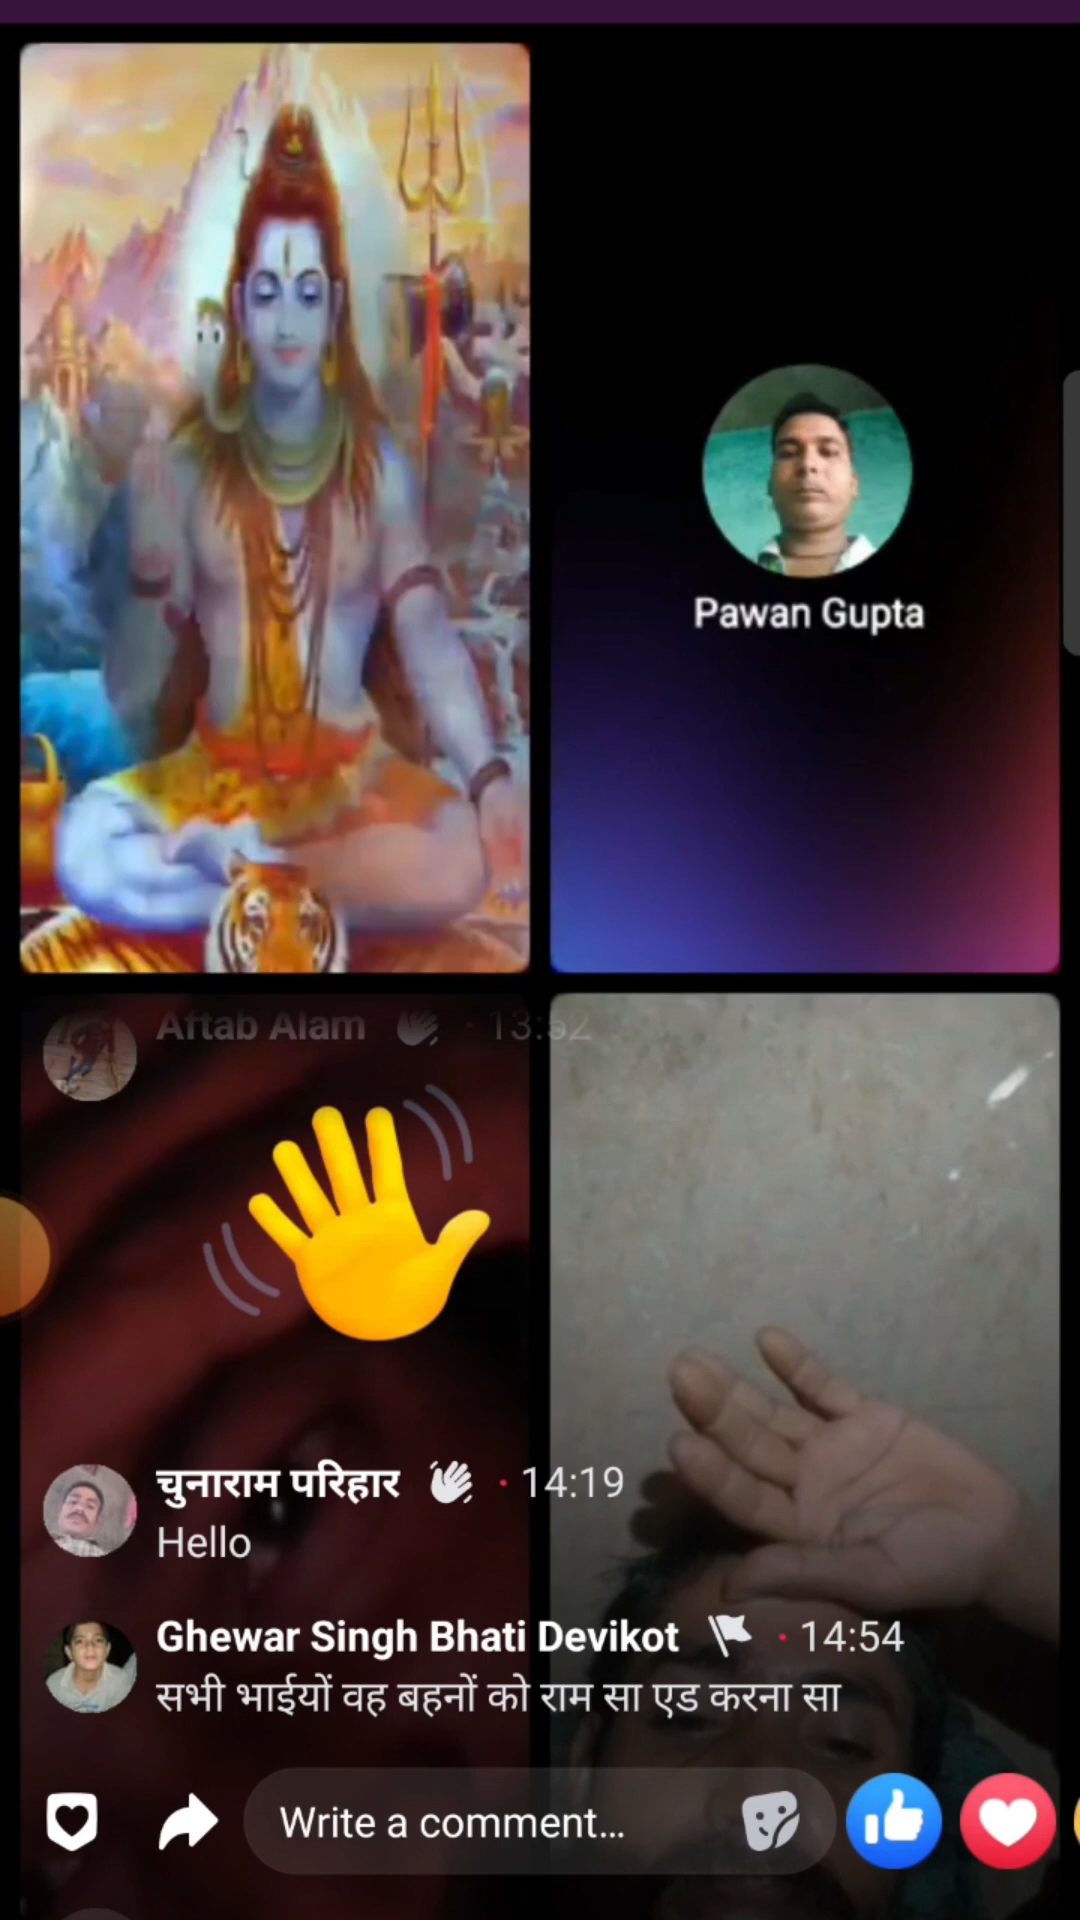 Pawan Gupta
Aftab Alam · 13:52
चुनाराम परिहार · 14:19
Hello
Ghewar Singh Bhati Devikot · 14:54
सभी भाईयों वह बहनों को राम सा एड करना सा
Write a comment...